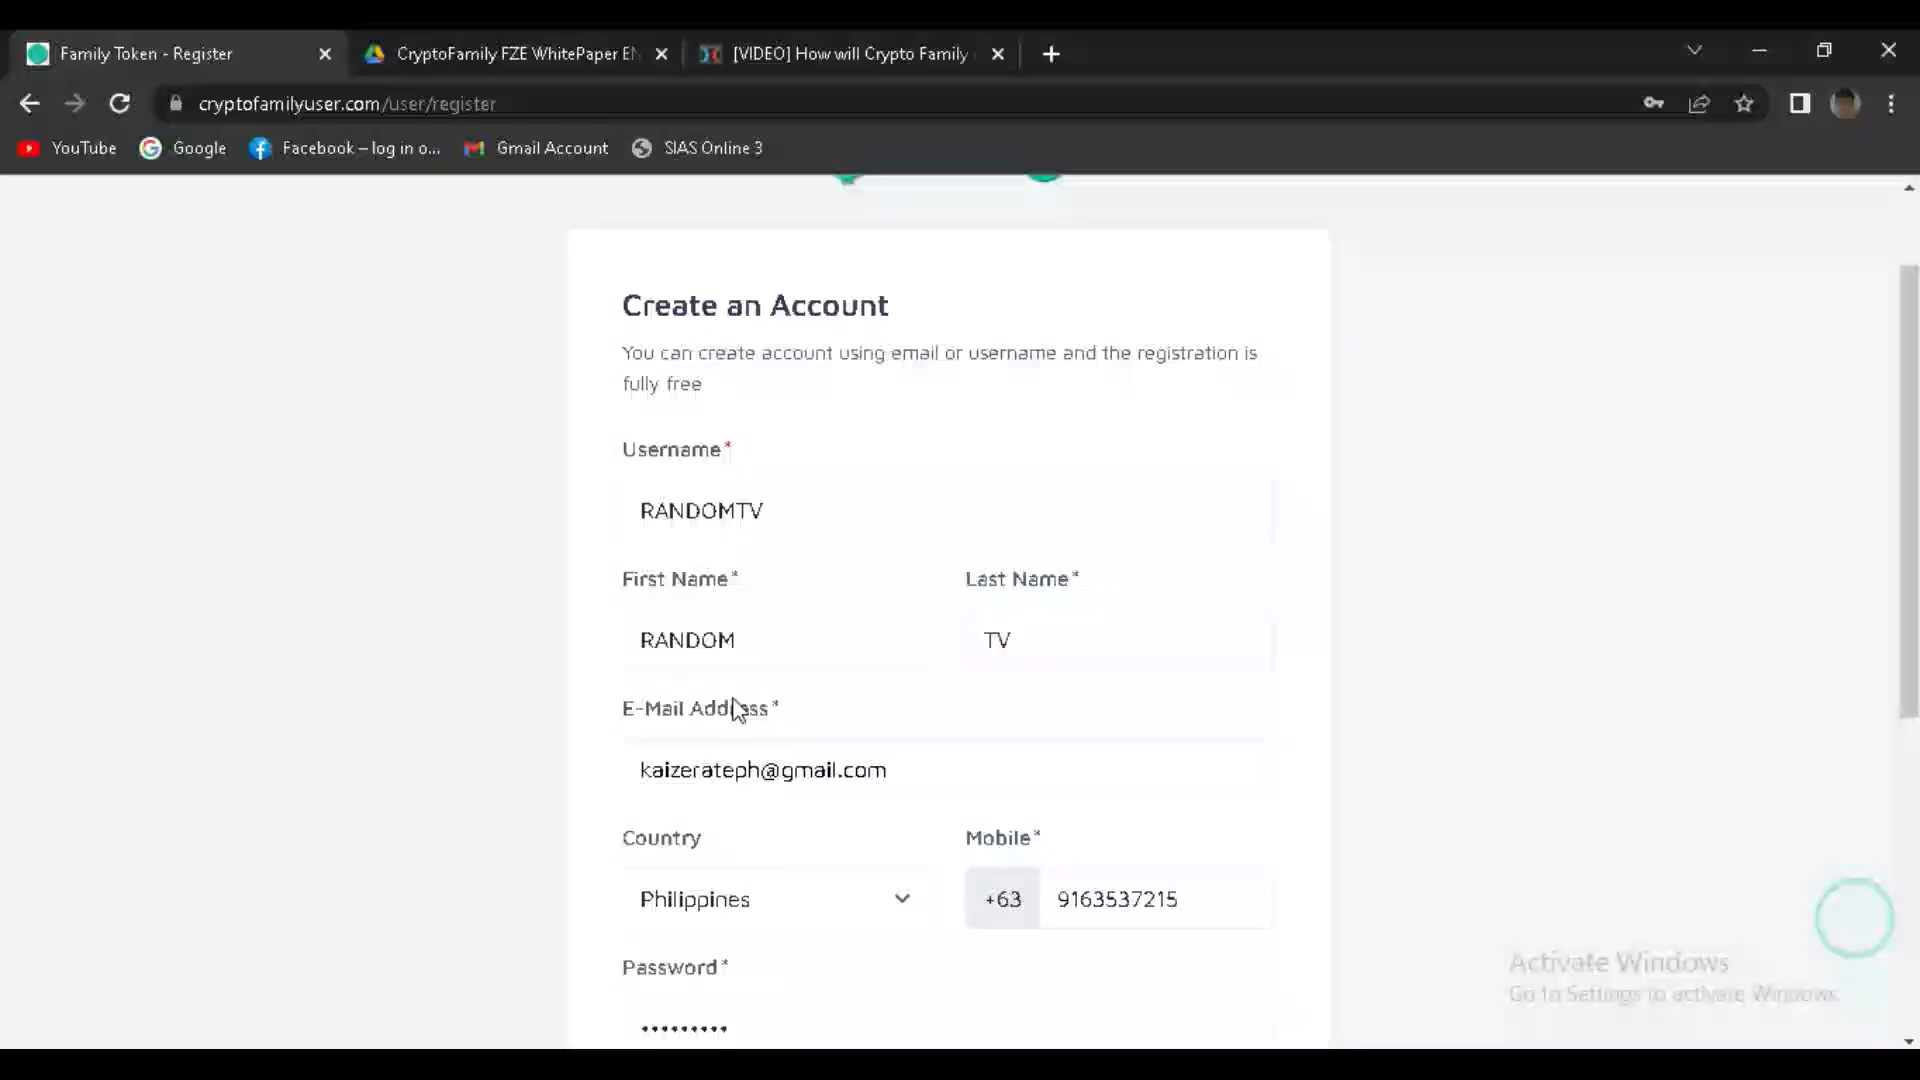 Family Token - Register
CryptoFamily FZE WhitePaper EN
[VIDEO] How will Crypto Family
cryptofamilyuser.com/user/register
YouTube
Google
Facebook – log in o...
Gmail Account
SIAS Online 3
Create an Account
You can create account using email or username and the registration is
fully free
Username*
RANDOMTV
First Name* Last Name*
RANDOM TV
E-Mail Address*
kaizerateph@gmail.com
Country Mobile*
Philippines +63 9163537215
Password*
•••••••••
Activate Windows
Go to Settings to activate Windows.